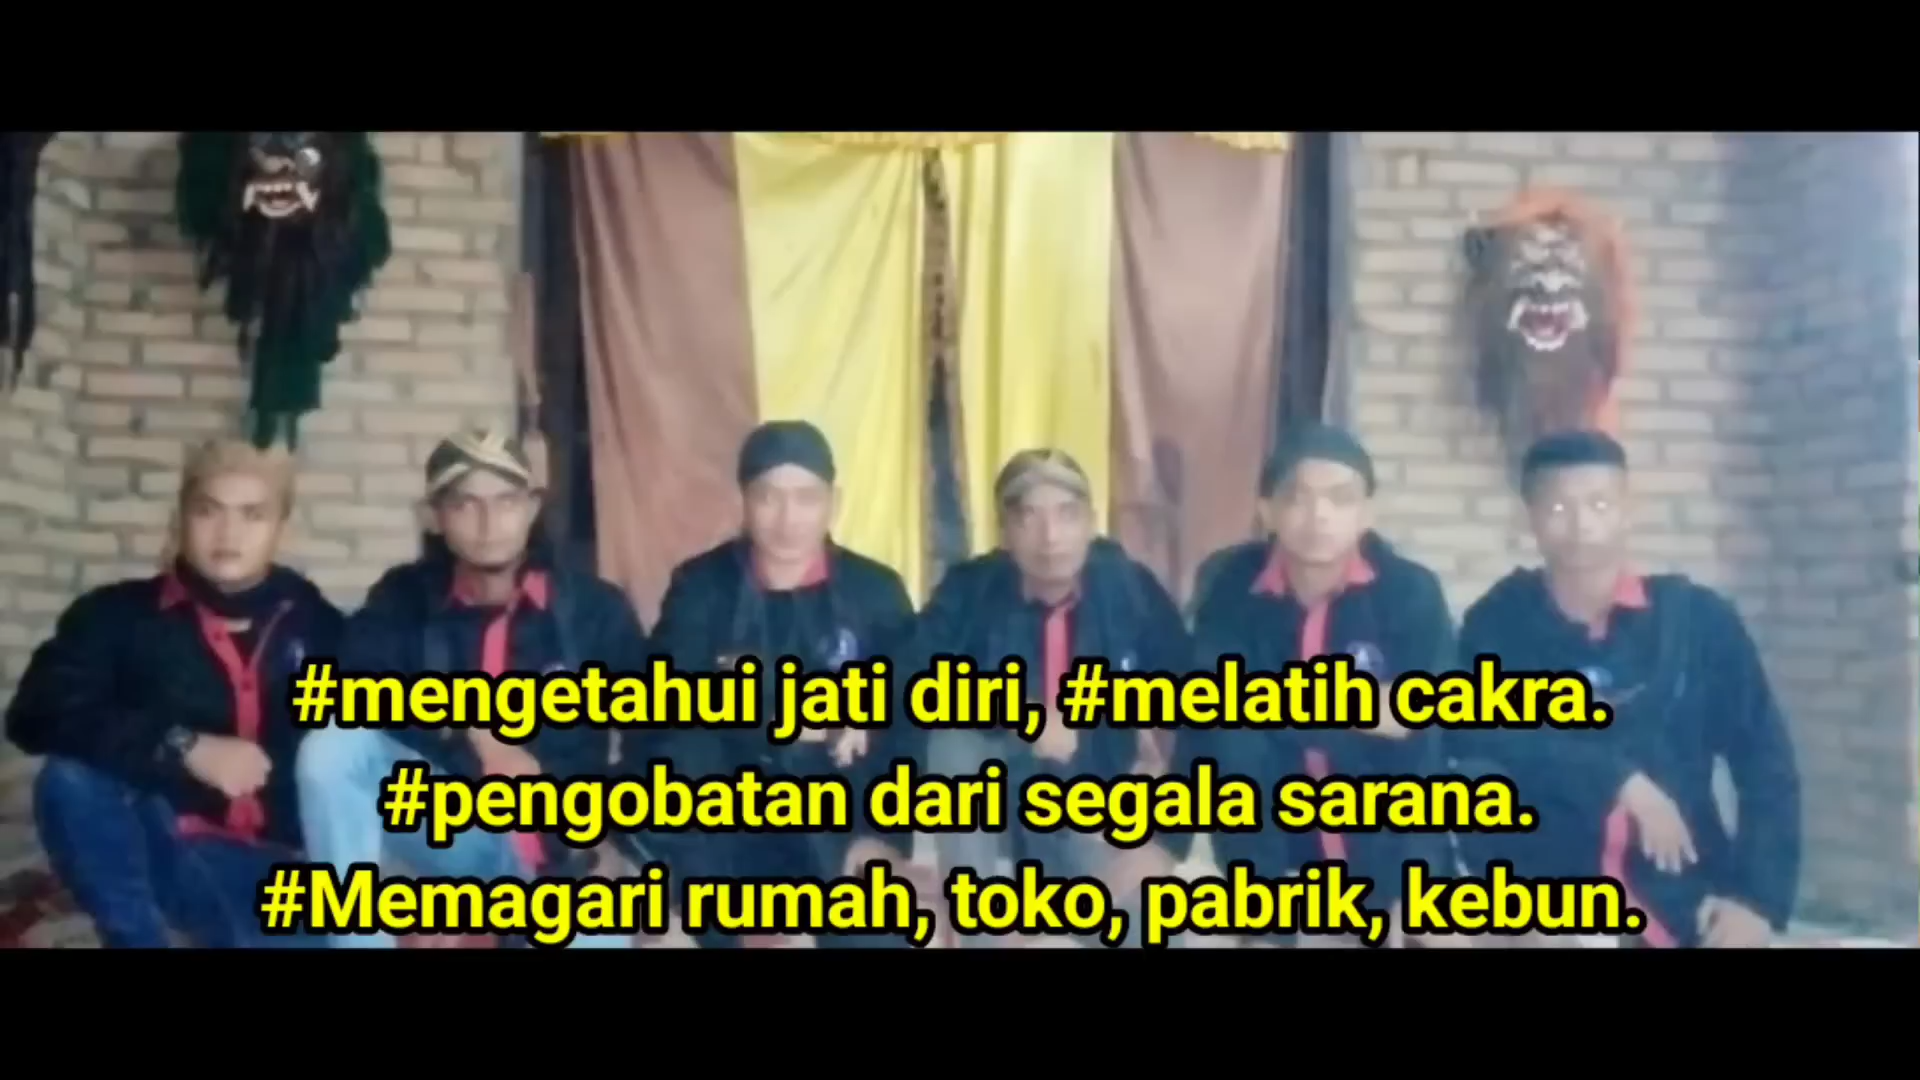 #mengetahui jati diri, #melatih cakra.
#pengobatan dari segala sarana.
#Memagari rumah, toko, pabrik, kebun.